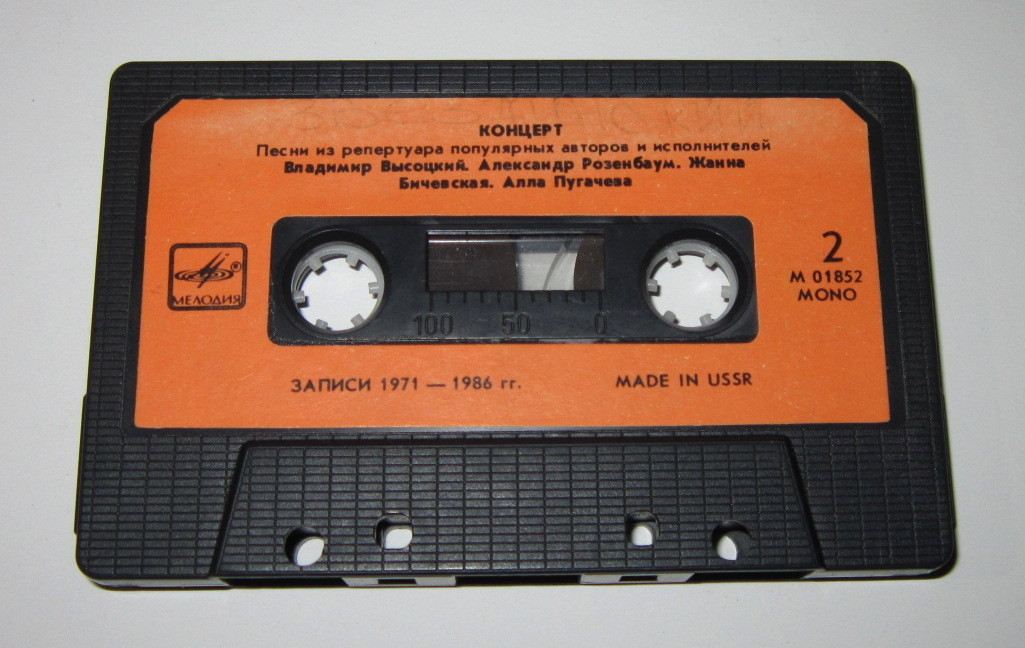 КОНЦЕРТ
Песни из репертуара популярных авторов и исполнителей
Владимир Высоцкий. Александр Розенбаум. Жанна
Бичевская. Алла Пугачева
2
М 01852
MONO
® МЕЛОДИЯ
100 50 0
ЗАПИСИ 1971 — 1986 гг.
MADE IN USSR